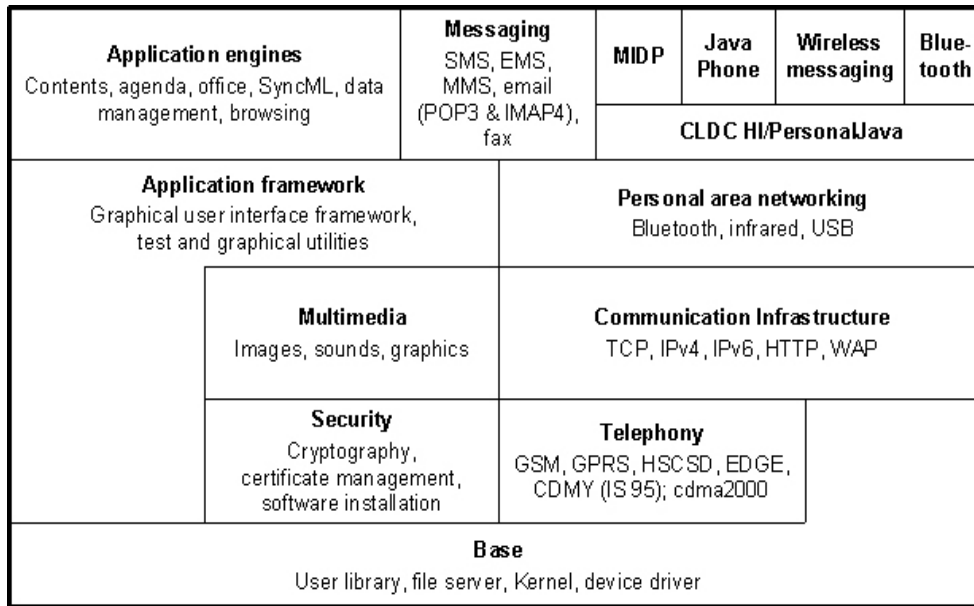 Application engines
Contents, agenda, office, SyncML, data
management, browsing
Messaging
SMS, EMS,
MMS, email
(POP3 & IMAP4),
fax
MIDP
Java
Phone
Wireless
messaging
Blue-
tooth
CLDC HI/PersonalJava
Application framework
Graphical user interface framework,
test and graphical utilities
Personal area networking
Bluetooth, infrared, USB
Multimedia
Images, sounds, graphics
Communication Infrastructure
TCP, IPv4, IPv6, HTTP, WAP
Security
Cryptography,
certificate management,
software installation
Telephony
GSM, GPRS, HSCSD, EDGE,
CDMY (IS 95); cdma2000
Base
User library, file server, Kernel, device driver